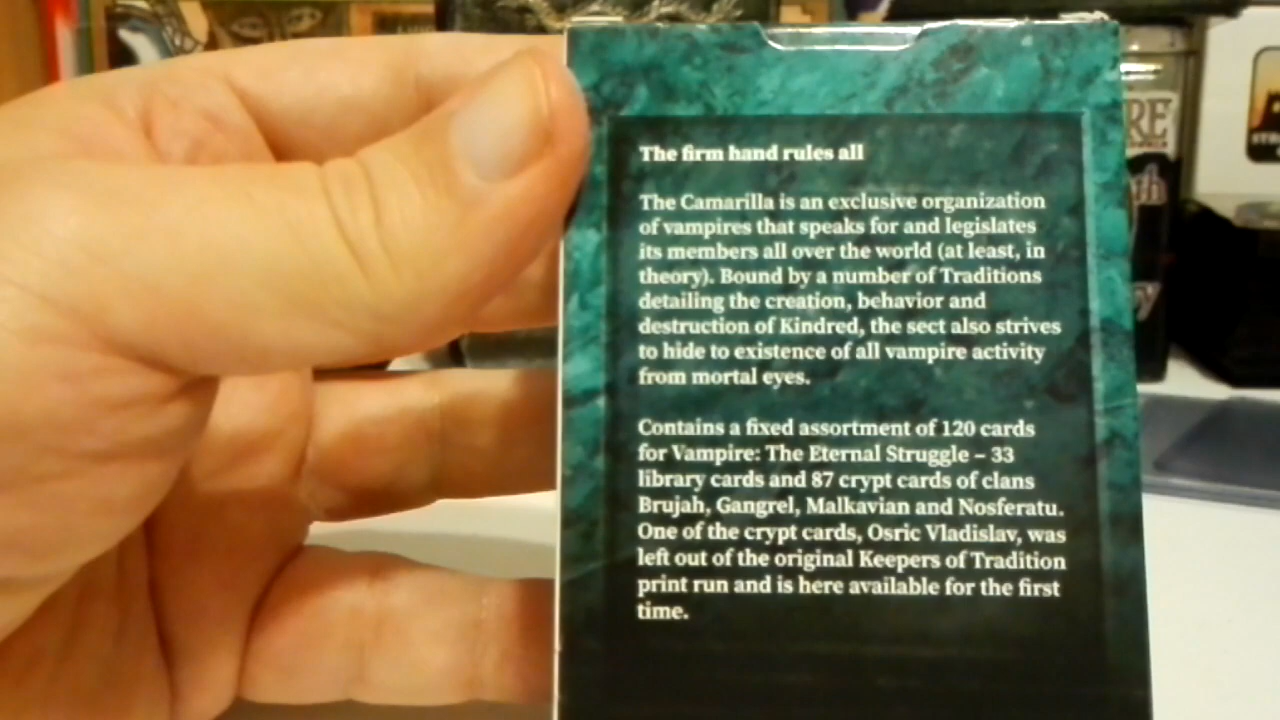 The firm hand rules all
The Camarilla is an exclusive organization
of vampires that speaks for and legislates
its members all over the world (at least, in
theory). Bound by a number of Traditions
detailing the creation, behavior and
destruction of Kindred, the sect also strives
to hide to existence of all vampire activity
from mortal eyes.
Contains a fixed assortment of 120 cards
for Vampire: The Eternal Struggle – 33
library cards and 87 crypt cards of clans
Brujah, Gangrel, Malkavian and Nosferatu.
One of the crypt cards, Osric Vladislav, was
left out of the original Keepers of Tradition
print run and is here available for the first
time.
RE